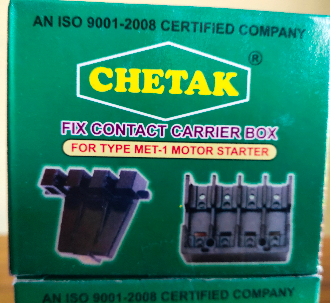 AN ISO 9001-2008 CERTIFIED COMPANY
CHETAK ®
FIX CONTACT CARRIER BOX
FOR TYPE MET-1 MOTOR STARTER
AN ISO 9001-2008 CERTIFIED COMPANY